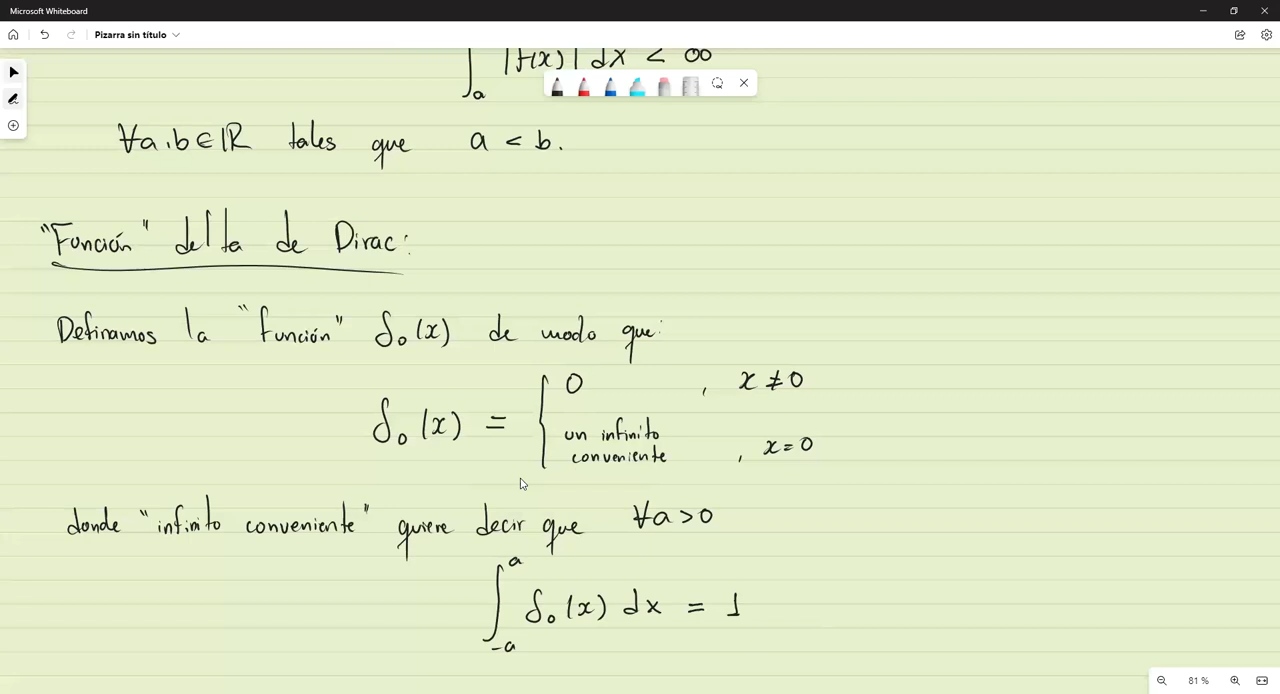 Microsoft Whiteboard
Pizarra sin título
∫ₐ |f(x)| dx < ∞
∀a,b∈ℝ tales que a < b.
"Función" delta de Dirac:
Definamos la "función" δ₀(x) de modo que:
δ₀(x) = { 0 , x ≠ 0
un infinito conveniente , x = 0
donde "infinito conveniente" quiere decir que ∀a > 0
∫₋ₐᵃ δ₀(x) dx = 1
81 %